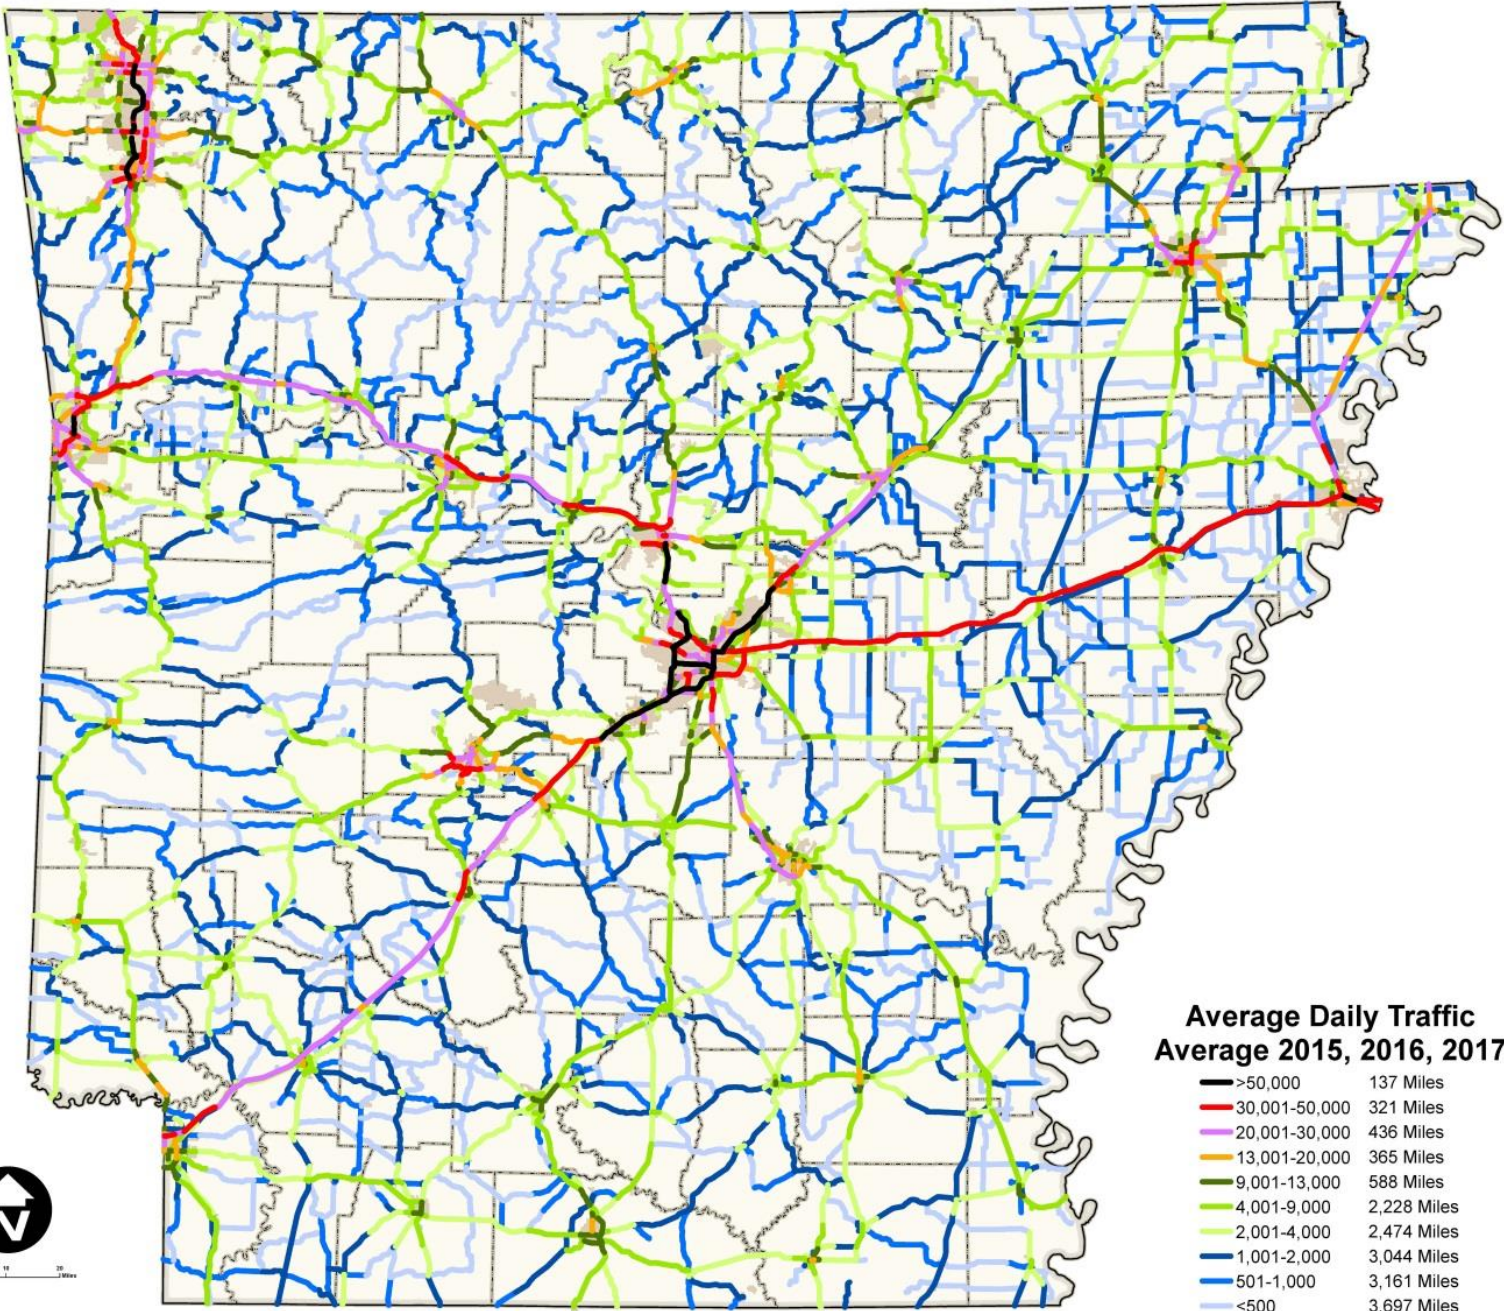 Average Daily Traffic
Average 2015, 2016, 2017
>50,000 137 Miles
30,001-50,000 321 Miles
20,001-30,000 436 Miles
13,001-20,000 365 Miles
9,001-13,000 588 Miles
4,001-9,000 2,228 Miles
2,001-4,000 2,474 Miles
1,001-2,000 3,044 Miles
501-1,000 3,161 Miles
<500 3,697 Miles
10 20
Miles